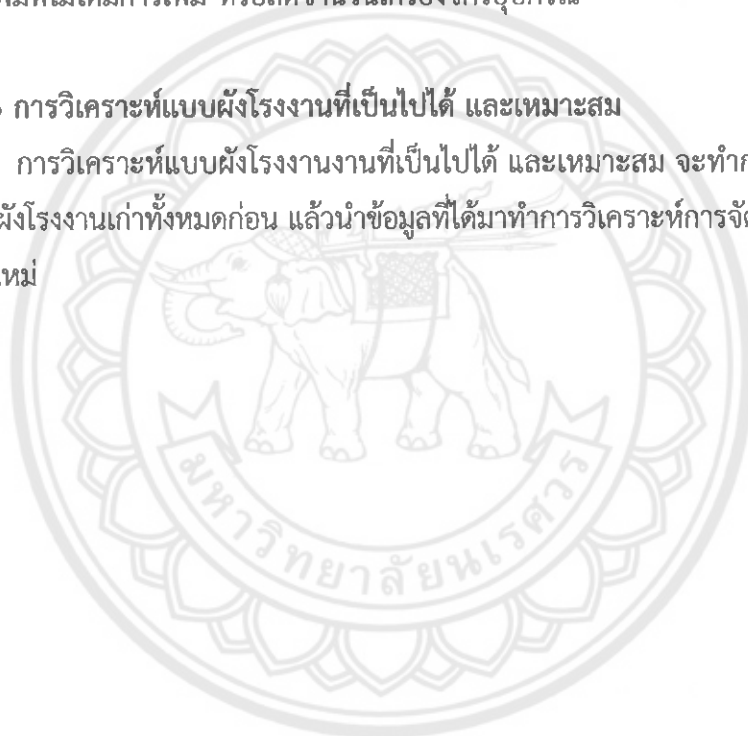 การวิเคราะห์แบบผังโรงงานที่เป็นไปได้ และเหมาะสม
การวิเคราะห์แบบผังโรงงานงานที่เป็นไปได้ และเหมาะสม จะทำก
ผังโรงงานเก่าทั้งหมดก่อน แล้วนำข้อมูลที่ได้มาทำการวิเคราะห์การจั
ใหม่
มหาวิทยาลัยนเรศวร